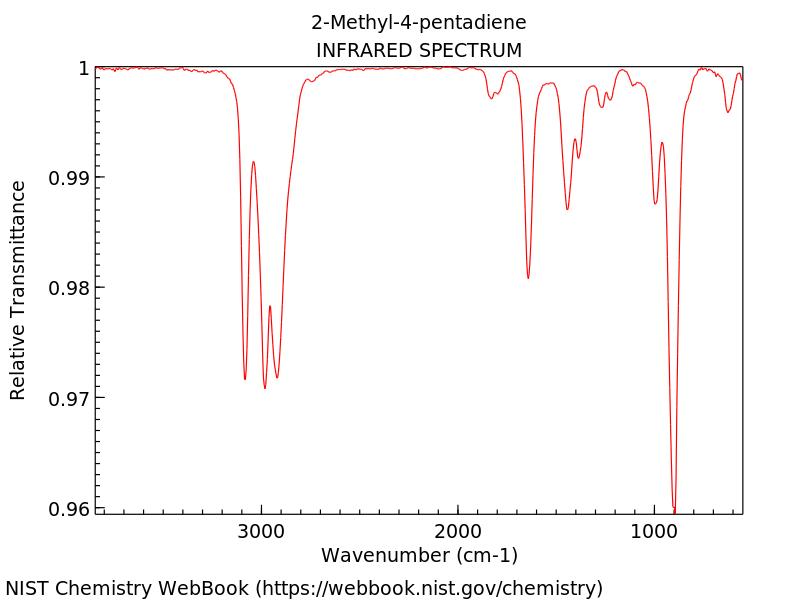 2-Methyl-4-pentadiene
INFRARED SPECTRUM
1
0.99
0.98
0.97
0.96
Relative Transmittance
3000 2000 1000
Wavenumber (cm-1)
NIST Chemistry WebBook (https://webbook.nist.gov/chemistry)